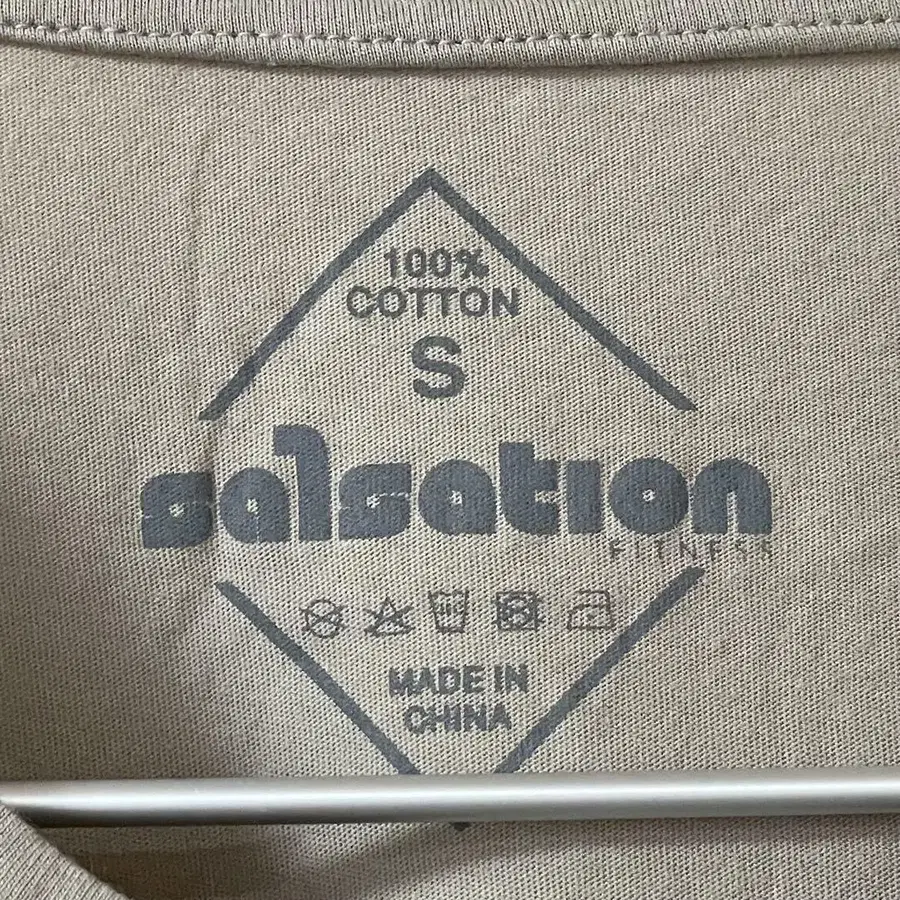 100%
COTTON
S
salsation
FITNESS
MADE IN
CHINA